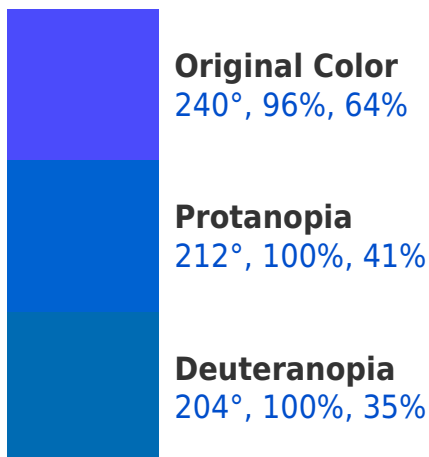 Original Color
240°, 96%, 64%
Protanopia
212°, 100%, 41%
Deuteranopia
204°, 100%, 35%